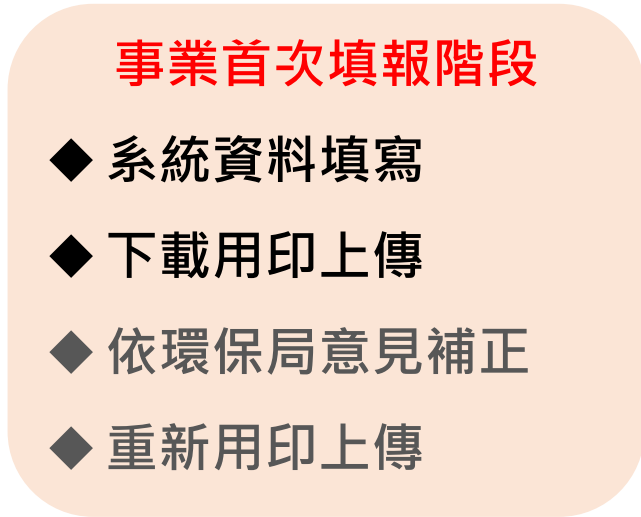 事業首次填報階段
◆ 系統資料填寫
◆ 下載用印上傳
◆ 依環保局意見補正
◆ 重新用印上傳